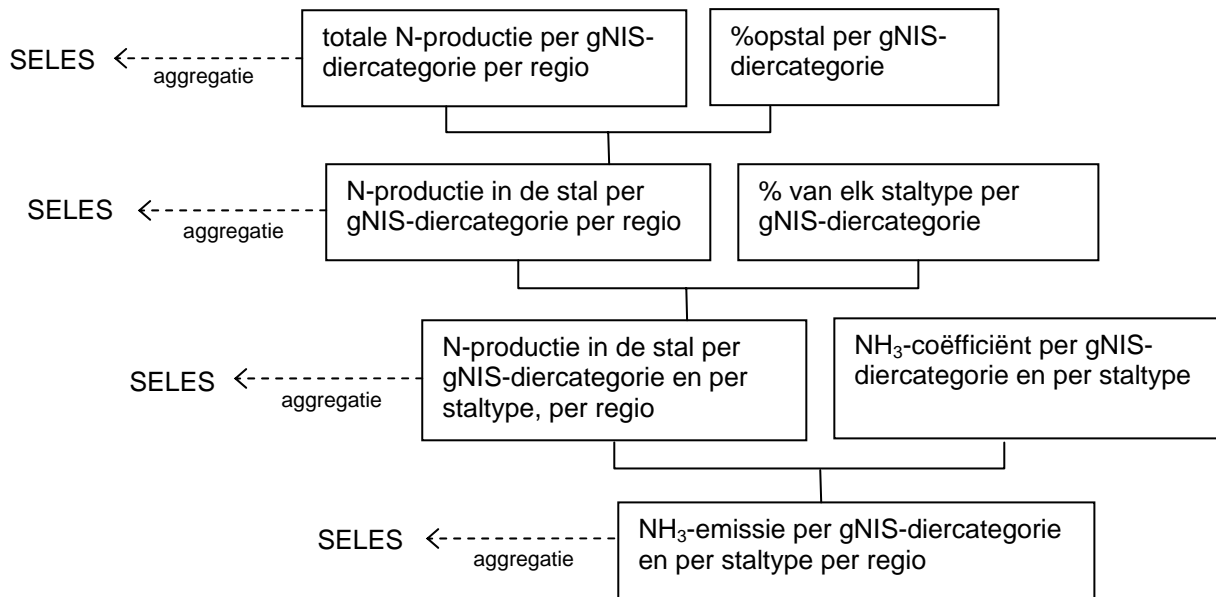 totale N-productie per gNIS-
diercategorie per regio
%opstal per gNIS-
diercategorie
SELES
aggregatie
N-productie in de stal per
gNIS-diercategorie per regio
% van elk staltype per
gNIS-diercategorie
SELES
aggregatie
N-productie in de stal per
gNIS-diercategorie en per
staltype, per regio
NH₃-coëfficiënt per gNIS-
diercategorie en per staltype
SELES
aggregatie
NH₃-emissie per gNIS-diercategorie
en per staltype per regio
SELES
aggregatie